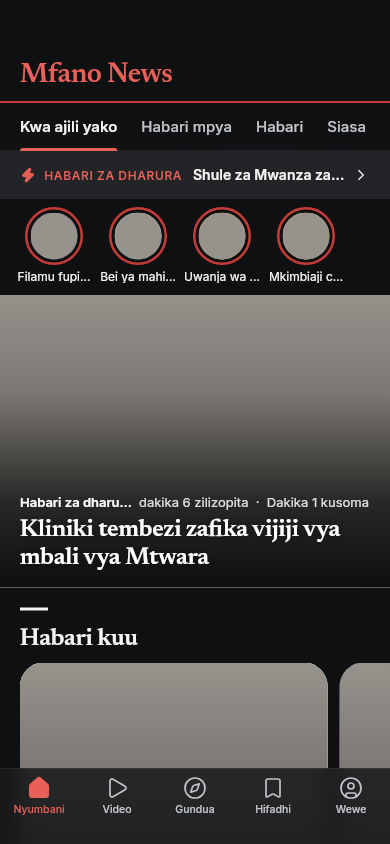 Mfano News
Kwa ajili yako Habari mpya Habari Siasa
HABARI ZA DHARURA Shule za Mwanza za...
Filamu fupi... Bei ya mahi... Uwanja wa ... Mkimbiaji c...
Habari za dharu... dakika 6 zilizopita · Dakika 1 kusoma
Kliniki tembezi zafika vijiji vya
mbali vya Mtwara
Habari kuu
Nyumbani Video Gundua Hifadhi Wewe